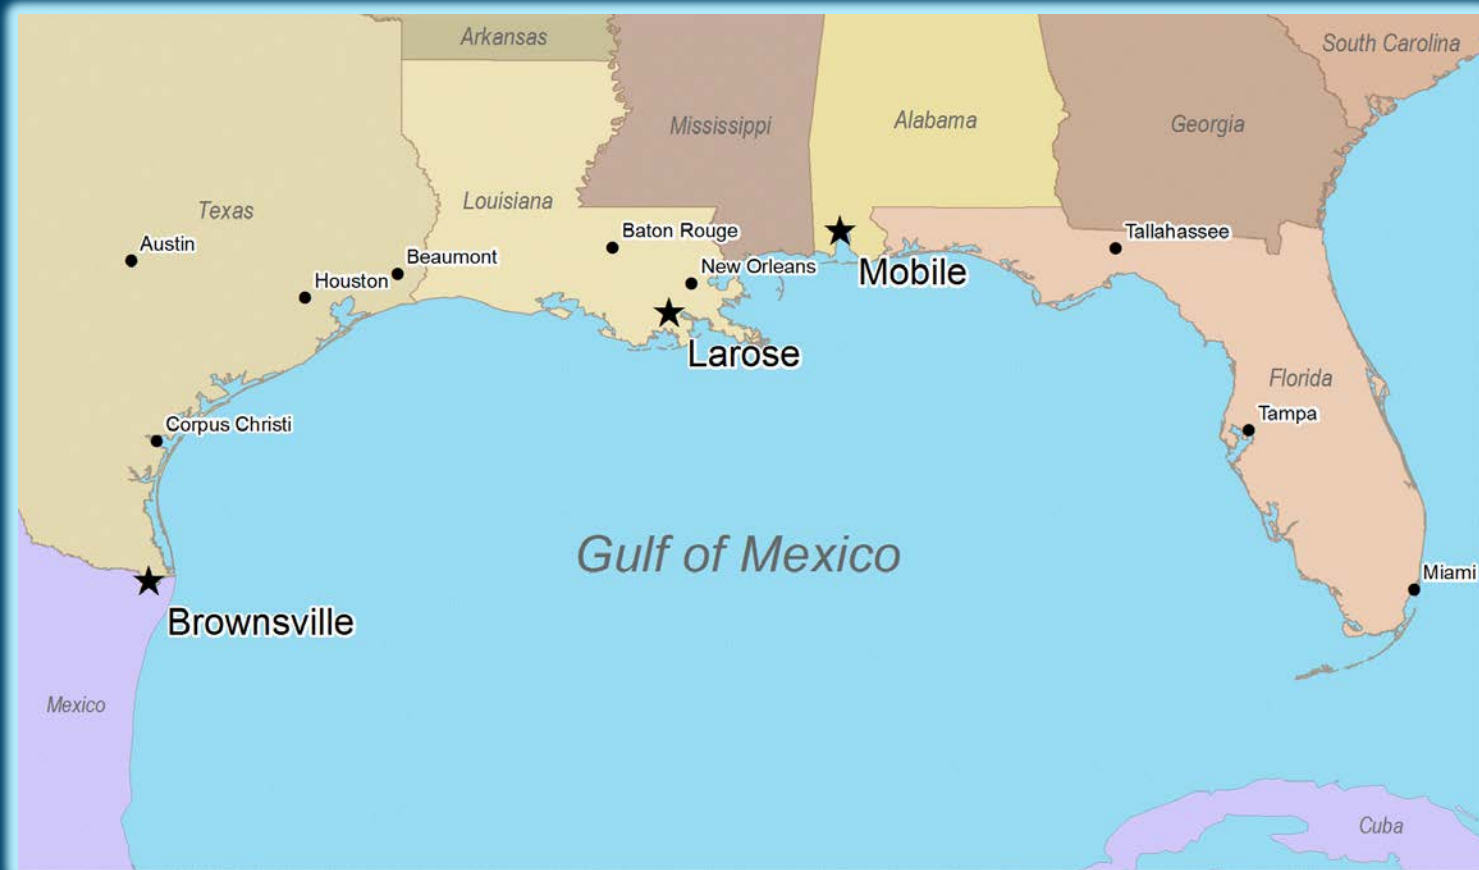 Arkansas
South Carolina
Mississippi
Alabama
Georgia
Louisiana
Texas
Baton Rouge
Tallahassee
Austin
Beaumont
New Orleans
Mobile
Houston
Larose
Florida
Tampa
Corpus Christi
Gulf of Mexico
Miami
Brownsville
Mexico
Cuba